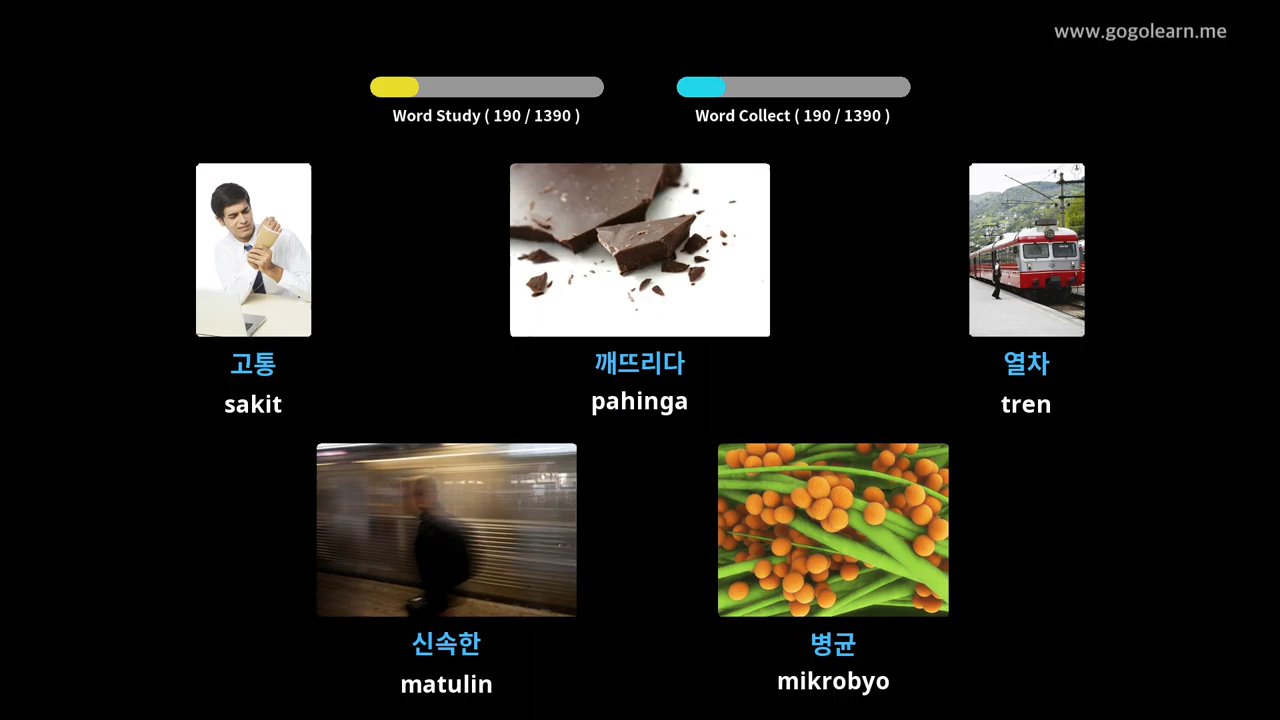 www.gogolearn.me
Word Study ( 190 / 1390 )
Word Collect ( 190 / 1390 )
고통
깨뜨리다
열차
sakit
pahinga
tren
신속한
병균
matulin
mikrobyo